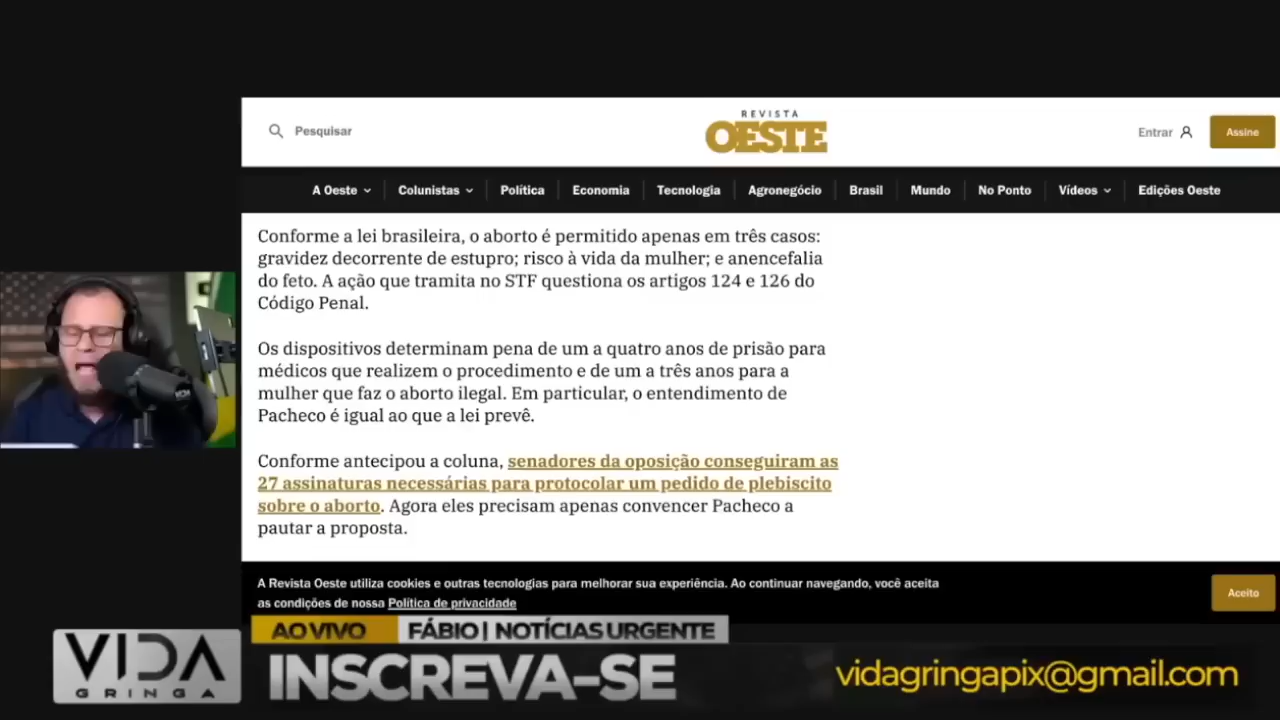 REVISTA
OESTE
Pesquisar
Entrar
Assine
A Oeste
Colunistas
Política
Economia
Tecnologia
Agronegócio
Brasil
Mundo
No Ponto
Vídeos
Edições Oeste
Conforme a lei brasileira, o aborto é permitido apenas em três casos:
gravidez decorrente de estupro; risco à vida da mulher; e anencefalia
do feto. A ação que tramita no STF questiona os artigos 124 e 126 do
Código Penal.
Os dispositivos determinam pena de um a quatro anos de prisão para
médicos que realizem o procedimento e de um a três anos para a
mulher que faz o aborto ilegal. Em particular, o entendimento de
Pacheco é igual ao que a lei prevê.
Conforme antecipou a coluna, senadores da oposição conseguiram as
27 assinaturas necessárias para protocolar um pedido de plebiscito
sobre o aborto. Agora eles precisam apenas convencer Pacheco a
pautar a proposta.
A Revista Oeste utiliza cookies e outras tecnologias para melhorar sua experiência. Ao continuar navegando, você aceita
as condições de nossa Política de privacidade
Aceito
AO VIVO
FÁBIO | NOTÍCIAS URGENTE
VIDA
GRINGA
INSCREVA-SE
vidagringapix@gmail.com